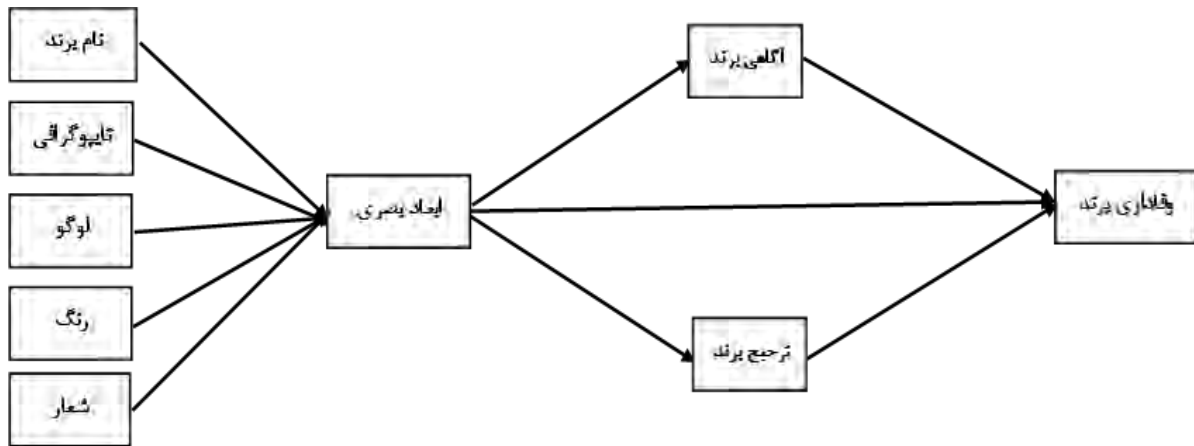 نام برند
تایپوگرافی
لوگو
رنگ
شعار
ابعاد بصری
آگاهی برند
ترجیح برند
وفاداری برند